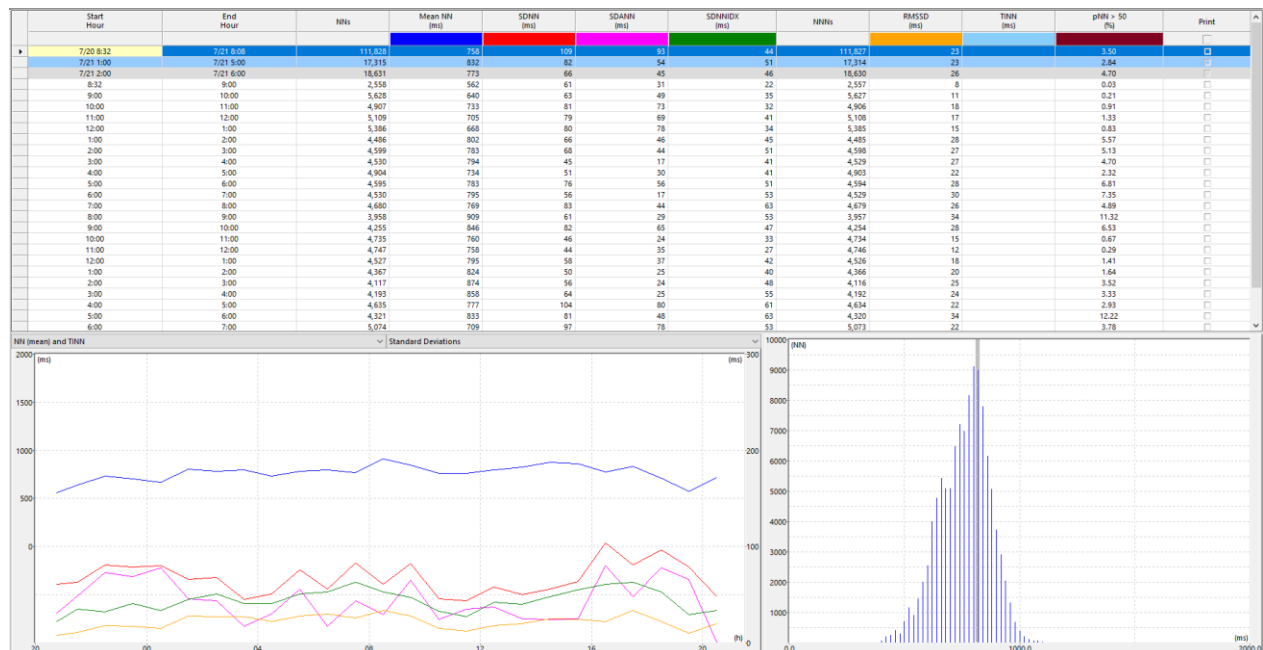 Start Hour End Hour NNs Mean NN (ms) SDNN (ms) SDANN (ms) SDNNIDX (ms) NNNs RMSSD (ms) TINN (ms) pNN > 50 (%) Print
7/20 8:32 7/21 8:08 111,828 758 109 93 44 111,827 23 3.50
7/21 1:00 7/21 5:00 17,315 832 82 54 51 17,314 23 2.84
7/21 2:00 7/21 6:00 18,631 773 66 45 46 18,630 26 4.70
8:32 9:00 2,558 562 61 31 22 2,557 8 0.03
9:00 10:00 5,628 640 63 49 35 5,627 11 0.21
10:00 11:00 4,907 733 81 73 32 4,906 18 0.91
11:00 12:00 5,109 705 79 69 41 5,108 17 1.33
12:00 1:00 5,386 668 80 78 34 5,385 15 0.83
1:00 2:00 4,486 802 66 46 45 4,485 28 5.57
2:00 3:00 4,599 783 68 44 51 4,598 27 5.13
3:00 4:00 4,530 794 45 17 41 4,529 27 4.70
4:00 5:00 4,904 734 51 30 41 4,903 22 2.32
5:00 6:00 4,595 783 76 56 51 4,594 28 6.81
6:00 7:00 4,530 795 56 17 53 4,529 30 7.35
7:00 8:00 4,680 769 83 44 63 4,679 26 4.89
8:00 9:00 3,958 909 61 29 53 3,957 34 11.32
9:00 10:00 4,255 846 82 65 47 4,254 28 6.53
10:00 11:00 4,735 760 46 24 33 4,734 15 0.67
11:00 12:00 4,747 758 44 35 27 4,746 12 0.29
12:00 1:00 4,527 795 58 37 42 4,526 18 1.41
1:00 2:00 4,367 824 50 25 40 4,366 20 1.64
2:00 3:00 4,117 874 56 24 48 4,116 25 3.52
3:00 4:00 4,193 858 64 25 55 4,192 24 3.33
4:00 5:00 4,635 777 104 80 61 4,634 22 2.93
5:00 6:00 4,321 833 81 48 63 4,320 34 12.22
6:00 7:00 5,074 709 97 78 53 5,073 22 3.78
NN (mean) and TINN Standard Deviations
2000 (ms) (ms) 300
1500
1000 200
500
0 100
(h) 0
20 00 04 08 12 16 20
10000 (NN)
9000
8000
7000
6000
5000
4000
3000
2000
1000
(ms)
0.0 1000.0 2000.0